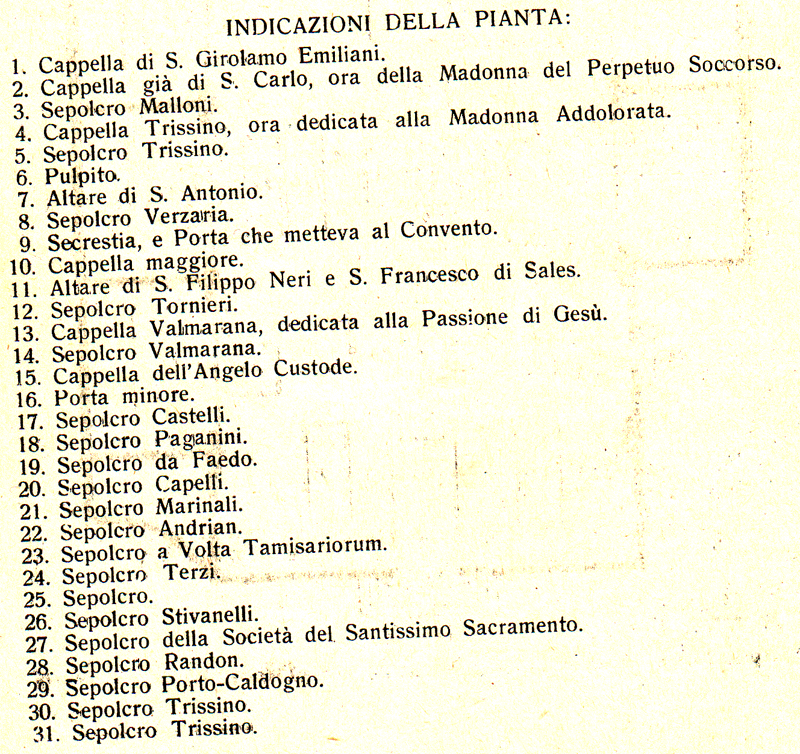 INDICAZIONI DELLA PIANTA:
1. Cappella di S. Girolamo Emiliani.
2. Cappella già di S. Carlo, ora della Madonna del Perpetuo Soccorso.
3. Sepolcro Malloni.
4. Cappella Trissino, ora dedicata alla Madonna Addolorata.
5. Sepolcro Trissino.
6. Pulpito.
7. Altare di S. Antonio.
8. Sepolcro Verzaria.
9. Secrestia, e Porta che metteva al Convento.
10. Cappella maggiore.
11. Altare di S. Filippo Neri e S. Francesco di Sales.
12. Sepolcro Tornieri.
13. Cappella Valmarana, dedicata alla Passione di Gesù.
14. Sepolcro Valmarana.
15. Cappella dell'Angelo Custode.
16. Porta minore.
17. Sepolcro Castelli.
18. Sepolcro Paganini.
19. Sepolcro da Faedo.
20. Sepolcro Capelli.
21. Sepolcro Marinali.
22. Sepolcro Andrian.
23. Sepolcro a Volta Tamisariorum.
24. Sepolcro Terzi.
25. Sepolcro.
26. Sepolcro Stivanelli.
27. Sepolcro della Società del Santissimo Sacramento.
28. Sepolcro Randon.
29. Sepolcro Porto-Caldogno.
30. Sepolcro Trissino.
31. Sepolcro Trissino.